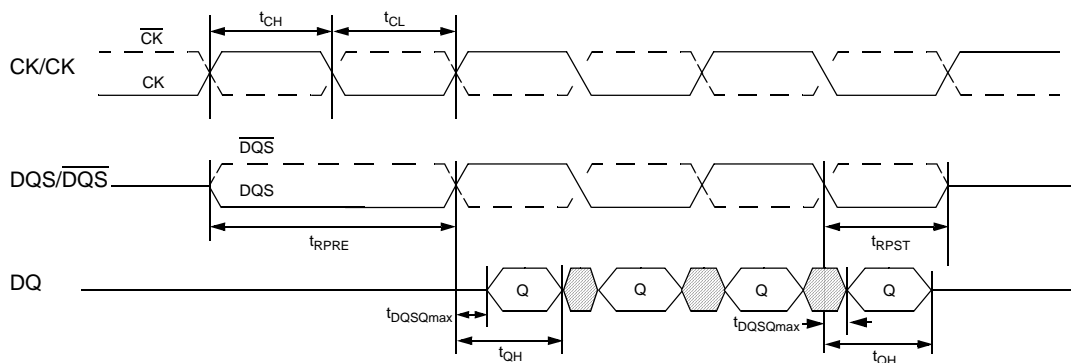 tCH
tCL
CK
CK/CK
CK
DQS
DQS/DQS
DQS
tRPRE
tRPST
DQ
Q
Q
Q
Q
tDQSQmax
tDQSQmax
tQH
tQH